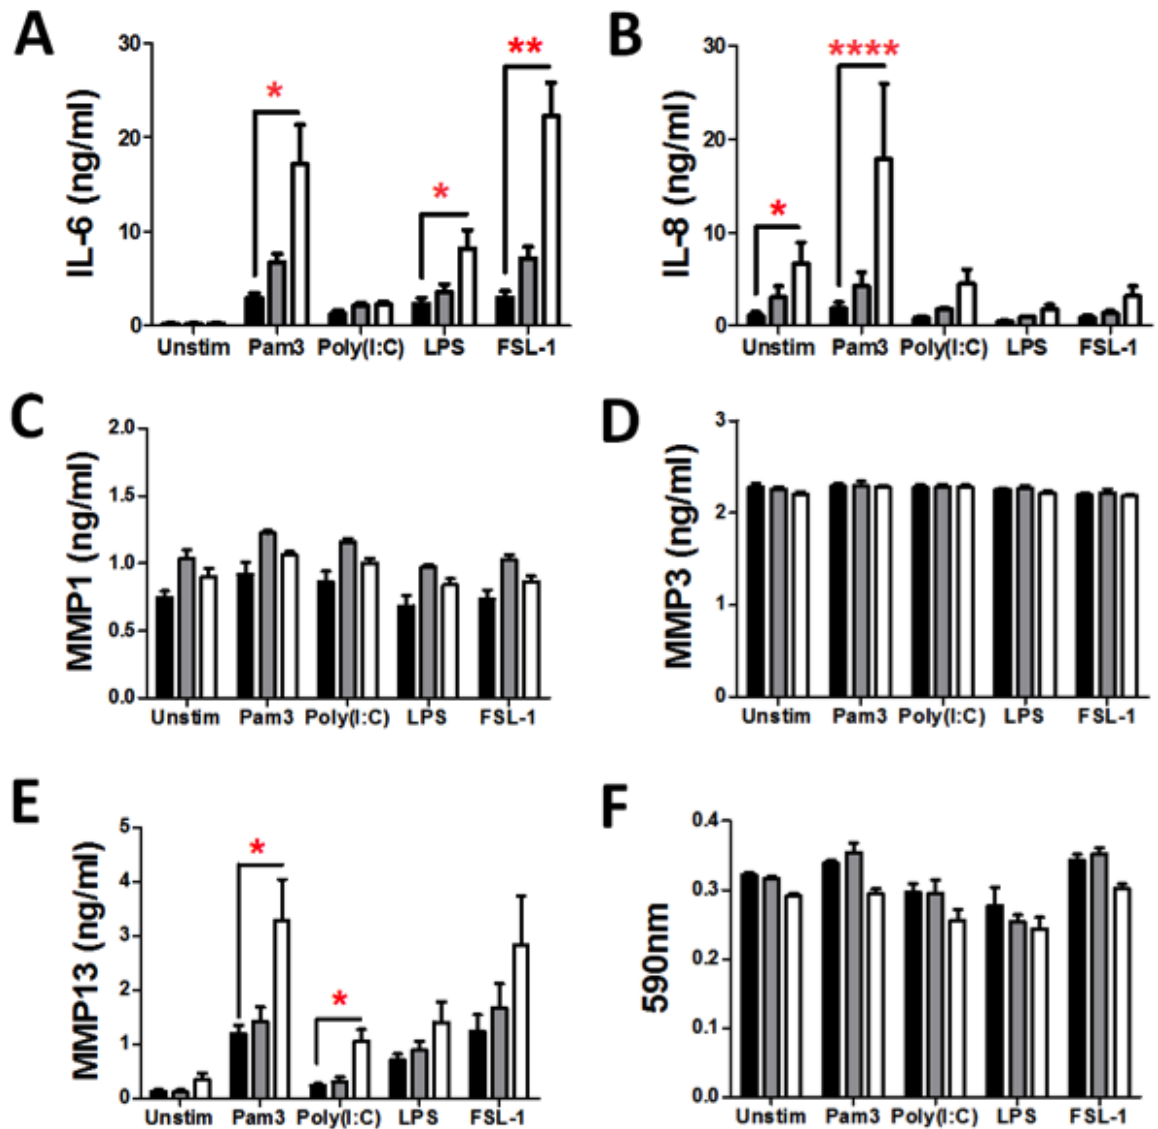 A
IL-6 (ng/ml)
30
20
10
0
*
*
**
Unstim Pam3 Poly(I:C) LPS FSL-1
B
IL-8 (ng/ml)
30
20
10
0
*
****
Unstim Pam3 Poly(I:C) LPS FSL-1
C
MMP1 (ng/ml)
2.0
1.5
1.0
0.5
0.0
Unstim Pam3 Poly(I:C) LPS FSL-1
D
MMP3 (ng/ml)
3
2
1
0
Unstim Pam3 Poly(I:C) LPS FSL-1
E
MMP13 (ng/ml)
5
4
3
2
1
0
*
*
Unstim Pam3 Poly(I:C) LPS FSL-1
F
590nm
0.4
0.3
0.2
0.1
0.0
Unstim Pam3 Poly(I:C) LPS FSL-1